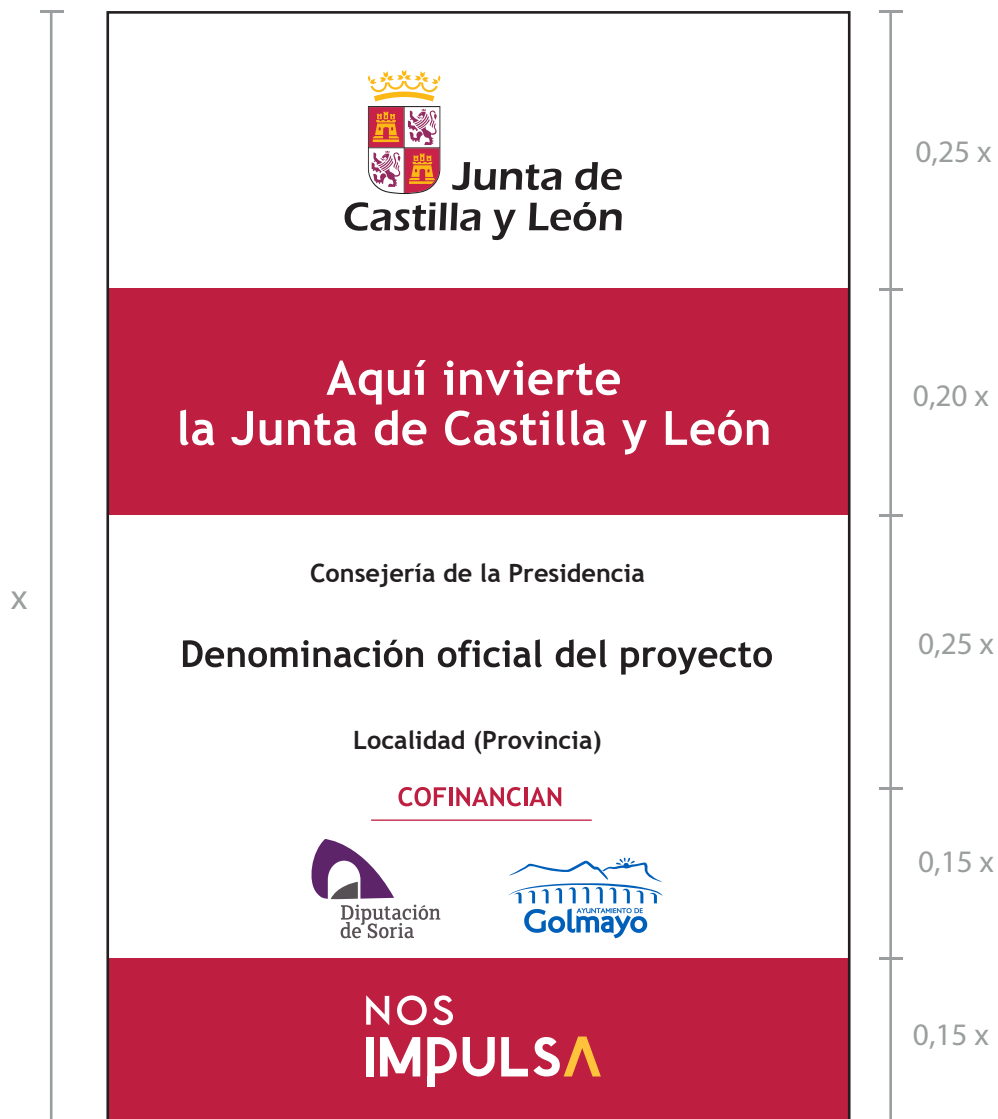 Junta de
Castilla y León
0,25 x
Aquí invierte
la Junta de Castilla y León
0,20 x
Consejería de la Presidencia
x
Denominación oficial del proyecto
0,25 x
Localidad (Provincia)
COFINANCIAN
0,15 x
Diputación
de Soria
AYUNTAMIENTO DE
Golmayo
NOS
IMPULSA
0,15 x